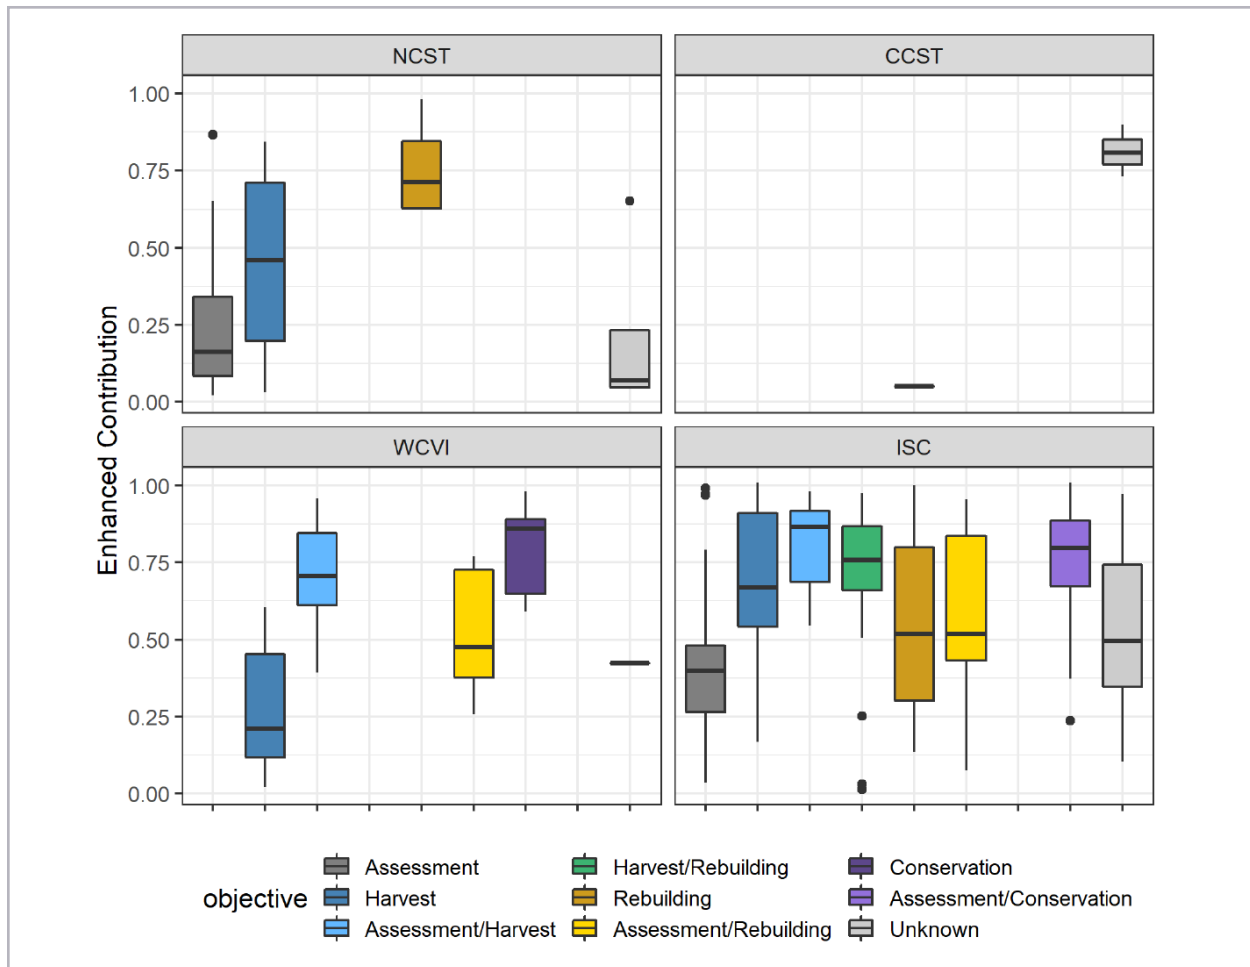 NCST
CCST
1.00
0.75
0.50
0.25
0.00
Enhanced Contribution
WCVI
ISC
1.00
0.75
0.50
0.25
0.00
objective
Assessment
Harvest
Assessment/Harvest
Harvest/Rebuilding
Rebuilding
Assessment/Rebuilding
Conservation
Assessment/Conservation
Unknown